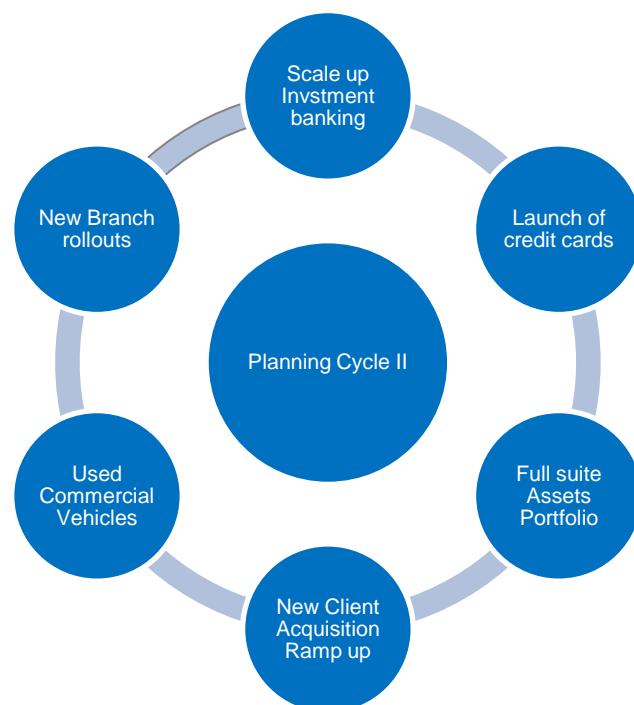 Scale up
Invstment
banking
Launch of
credit cards
Full suite
Assets
Portfolio
New Client
Acquisition
Ramp up
Used
Commercial
Vehicles
New Branch
rollouts
Planning Cycle II